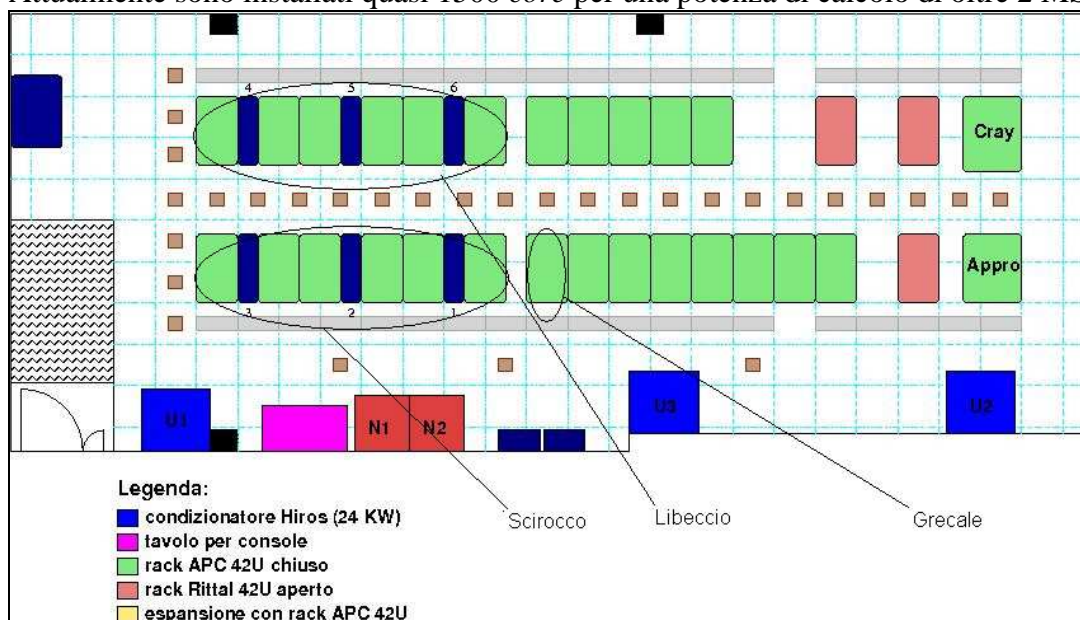 Attualmente sono installati quasi 1500 core per una potenza di calcolo di oltre 2 MS
4 5 6
Cray
Appro
3 2 1
U3 U2
U1
N1 N2
Scirocco Libeccio Grecale
Legenda:
condizionatore Hiros (24 KW)
tavolo per console
rack APC 42U chiuso
rack Rittal 42U aperto
espansione con rack APC 42U